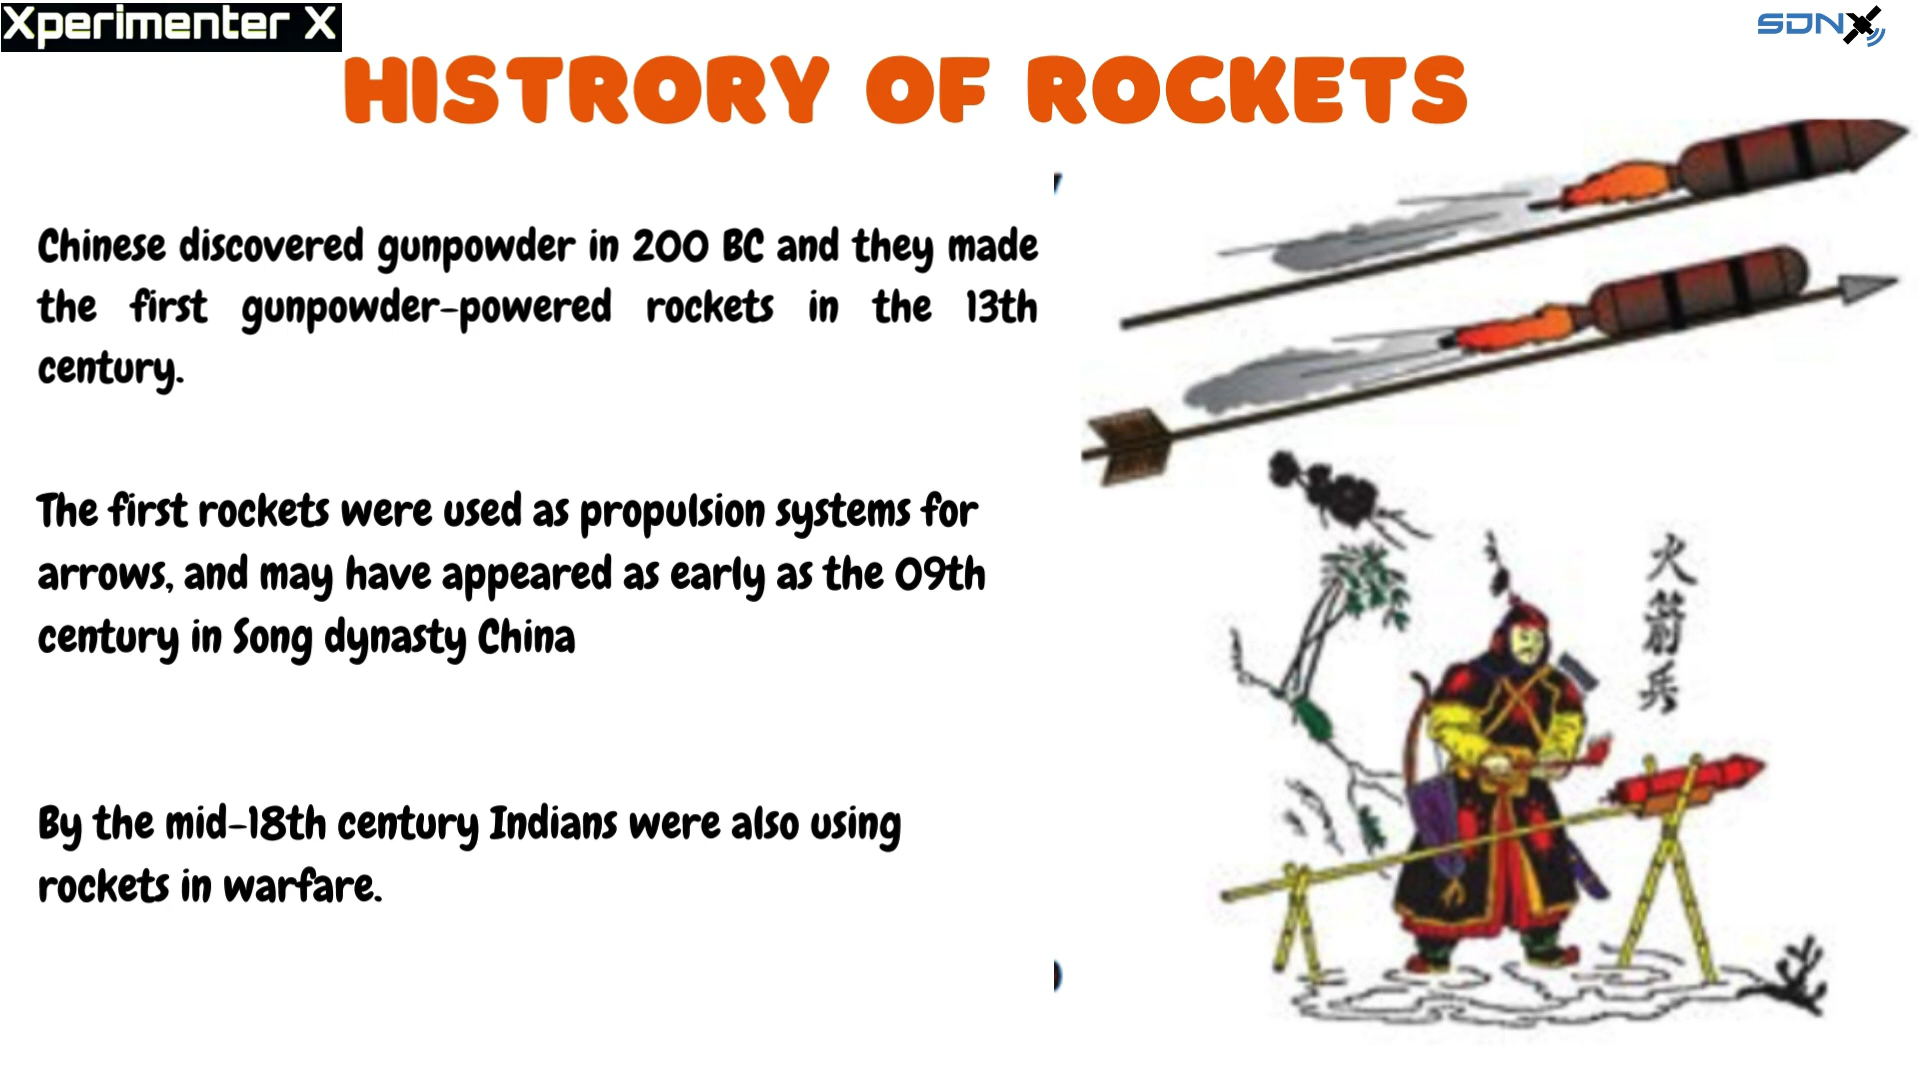 Xperimenter X
SDNX
HISTRORY OF ROCKETS
Chinese discovered gunpowder in 200 BC and they made
the first gunpowder-powered rockets in the 13th
century.
The first rockets were used as propulsion systems for
arrows, and may have appeared as early as the 09th
century in Song dynasty China
By the mid-18th century Indians were also using
rockets in warfare.
火
箭
兵